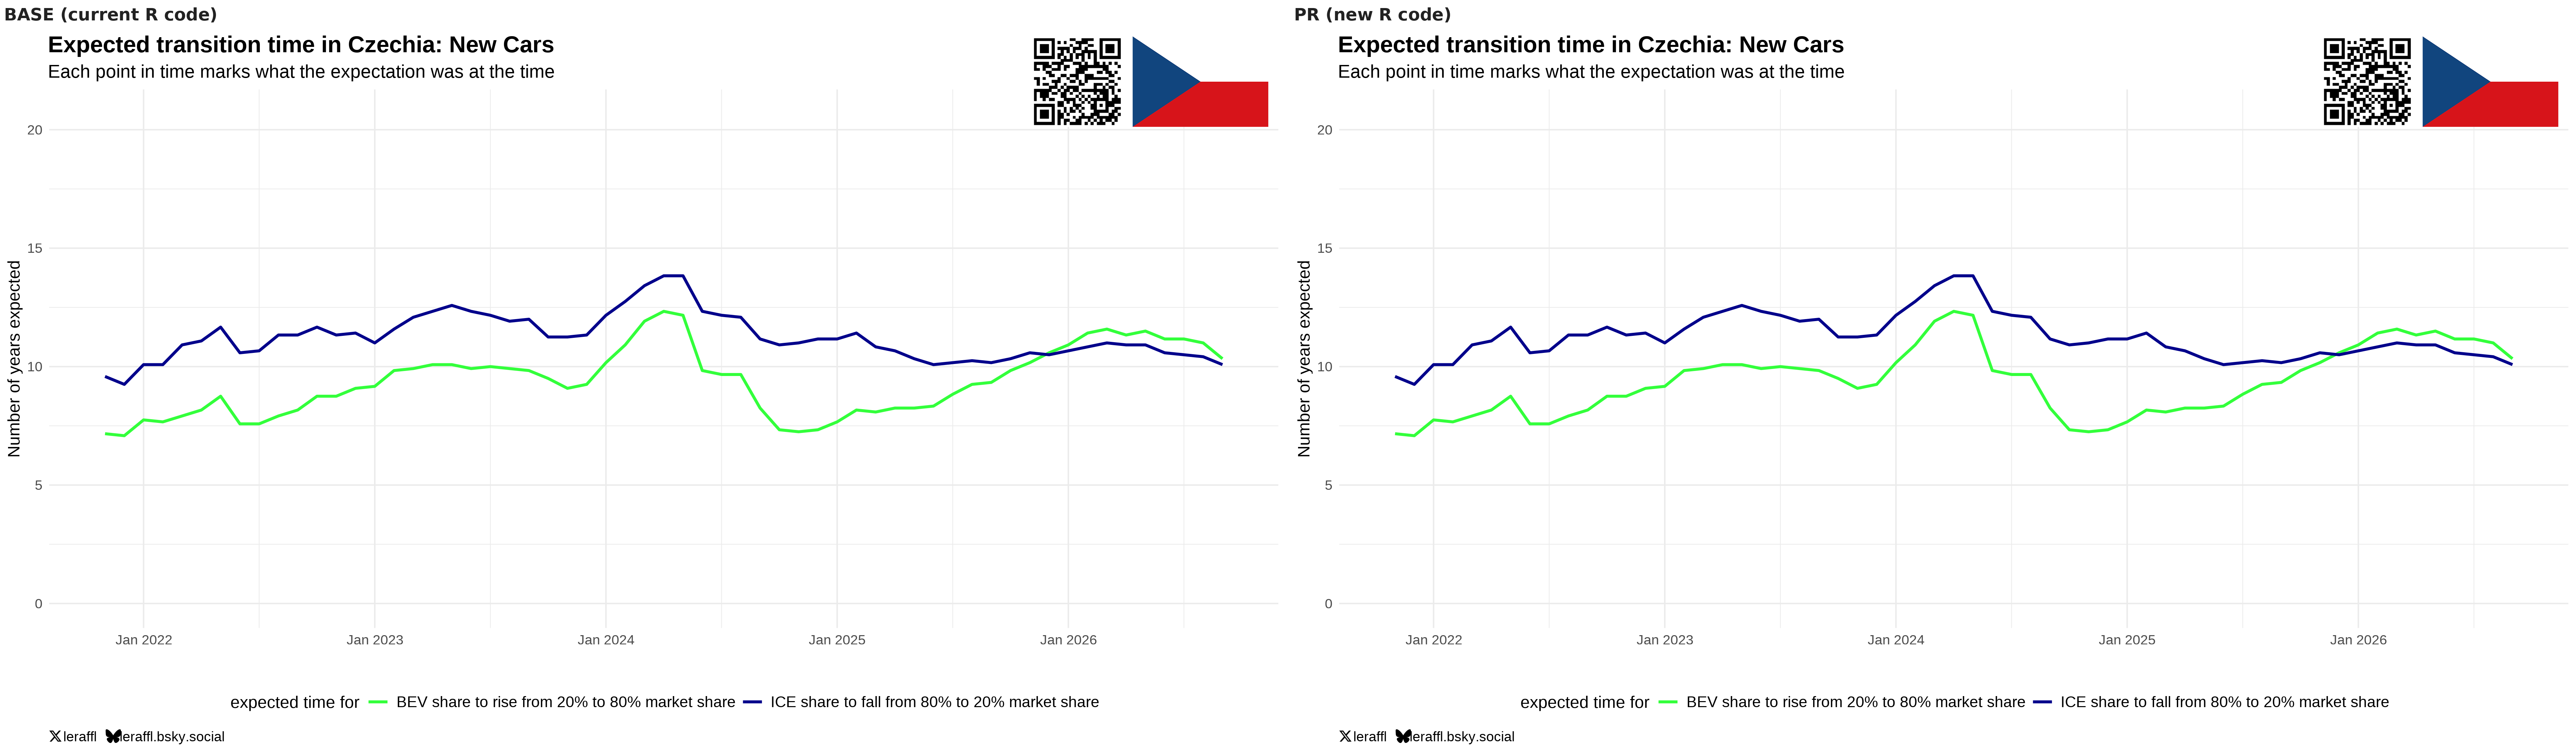 BASE (current R code)
Expected transition time in Czechia: New Cars
Each point in time marks what the expectation was at the time
Number of years expected
20
15
10
5
0
Jan 2022 Jan 2023 Jan 2024 Jan 2025 Jan 2026
expected time for BEV share to rise from 20% to 80% market share ICE share to fall from 80% to 20% market share
leraffl leraffl.bsky.social
PR (new R code)
Expected transition time in Czechia: New Cars
Each point in time marks what the expectation was at the time
Number of years expected
20
15
10
5
0
Jan 2022 Jan 2023 Jan 2024 Jan 2025 Jan 2026
expected time for BEV share to rise from 20% to 80% market share ICE share to fall from 80% to 20% market share
leraffl leraffl.bsky.social